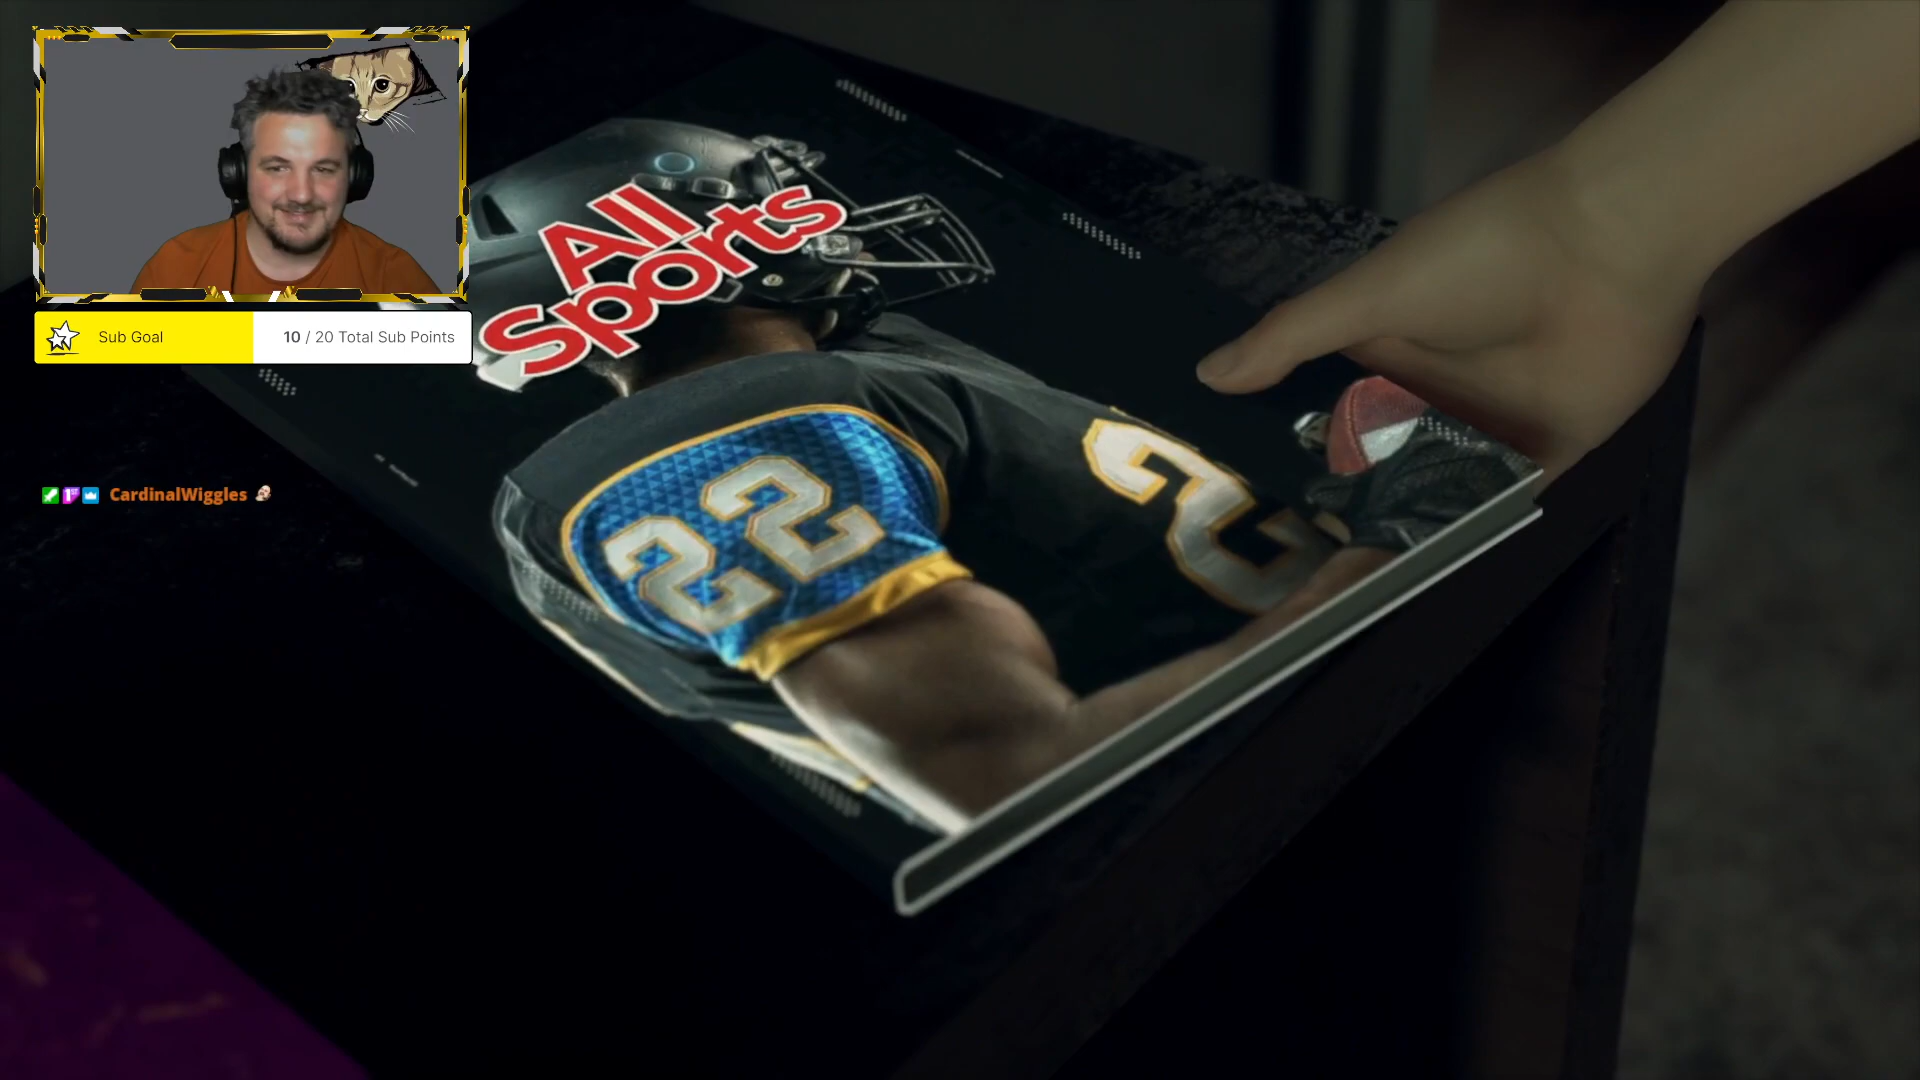 All
Sports
22
2
Sub Goal
10 / 20 Total Sub Points
CardinalWiggles